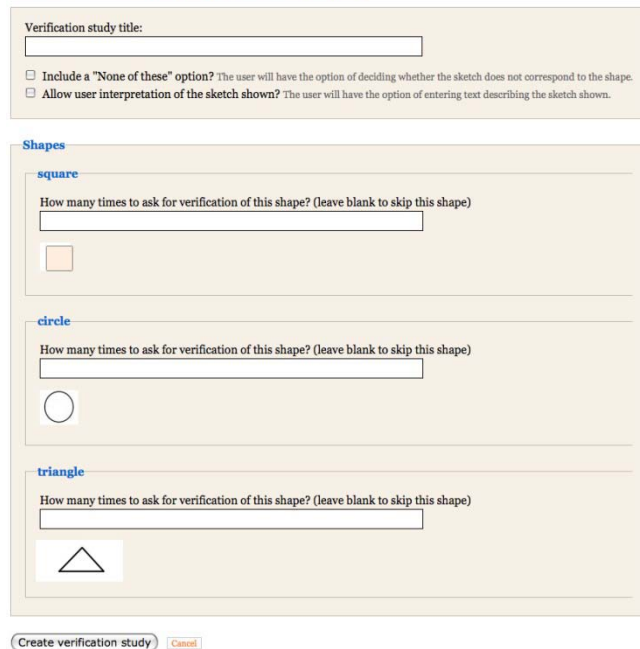 Verification study title:
Include a "None of these" option? The user will have the option of deciding whether the sketch does not correspond to the shape.
Allow user interpretation of the sketch shown? The user will have the option of entering text describing the sketch shown.
Shapes
square
How many times to ask for verification of this shape? (leave blank to skip this shape)
circle
How many times to ask for verification of this shape? (leave blank to skip this shape)
triangle
How many times to ask for verification of this shape? (leave blank to skip this shape)
Create verification study Cancel